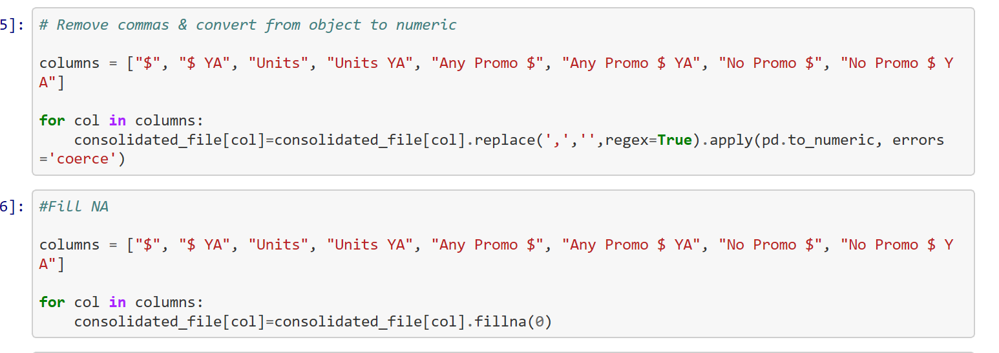 5]:
# Remove commas & convert from object to numeric
columns = ["$", "$ YA", "Units", "Units YA", "Any Promo $", "Any Promo $ YA", "No Promo $", "No Promo $ Y
A"]
for col in columns:
    consolidated_file[col]=consolidated_file[col].replace(',','',regex=True).apply(pd.to_numeric, errors
='coerce')
6]:
#Fill NA
columns = ["$", "$ YA", "Units", "Units YA", "Any Promo $", "Any Promo $ YA", "No Promo $", "No Promo $ Y
A"]
for col in columns:
    consolidated_file[col]=consolidated_file[col].fillna(0)